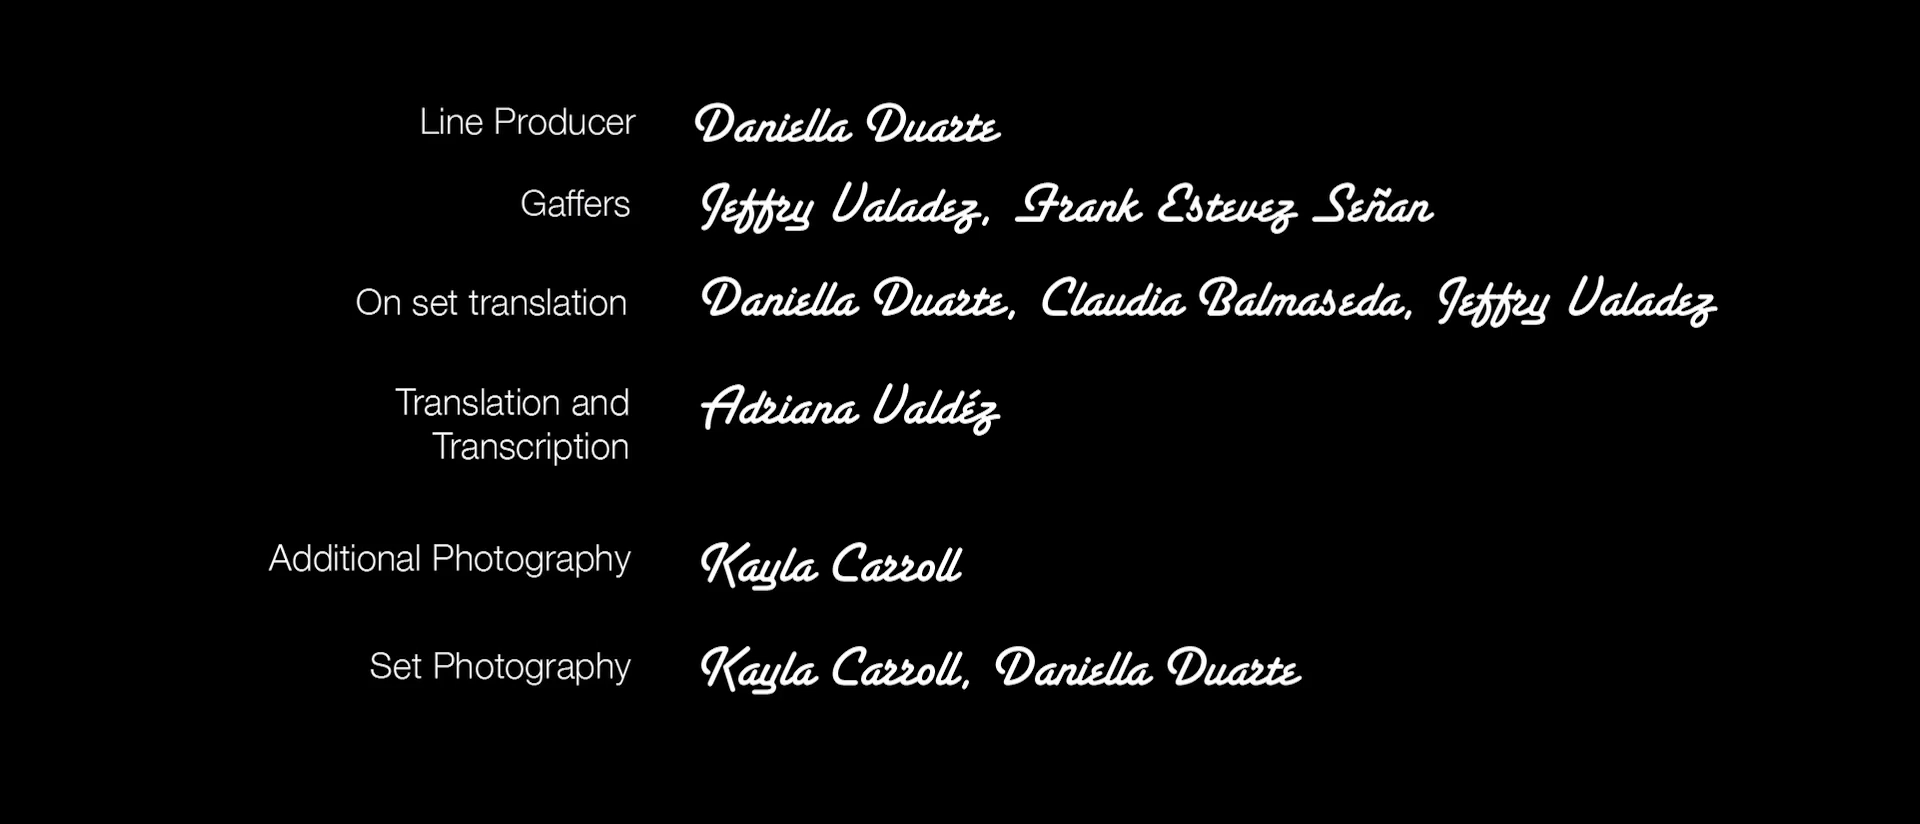 Line Producer Daniella Duarte
Gaffers Jeffry Valadez, Frank Estevez Señan
On set translation Daniella Duarte, Claudia Balmaseda, Jeffry Valadez
Translation and Adriana Valdéz
Transcription
Additional Photography Kayla Carroll
Set Photography Kayla Carroll, Daniella Duarte